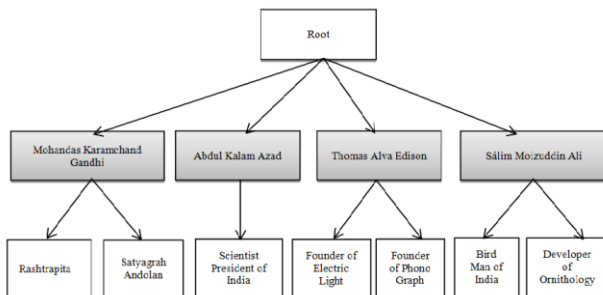 Root
Mohandas Karamchand
Gandhi
Abdul Kalam Azad
Thomas Alva Edison
Sálim Moizuddin Ali
Rashtrapita
Satyagrah
Andolan
Scientist
President of
India
Founder of
Electric
Light
Founder
of Phono
Graph
Bird
Man of
India
Developer
of
Ornithology